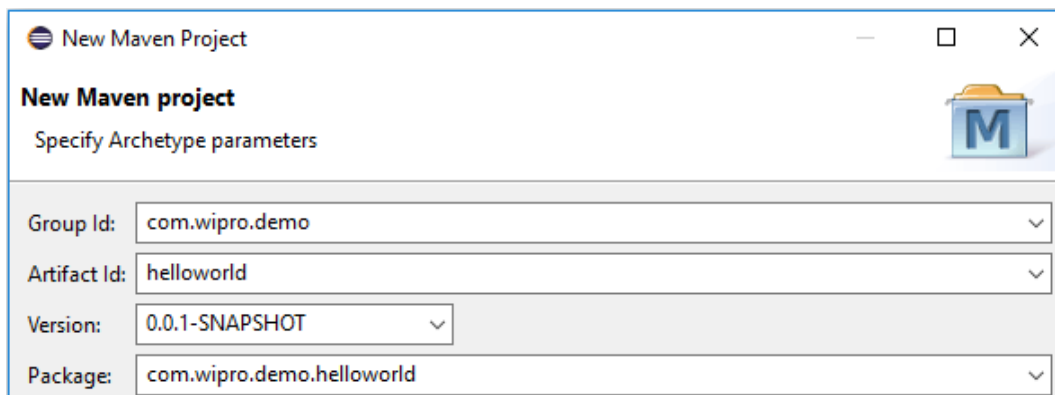 New Maven Project
New Maven project
Specify Archetype parameters
M
Group Id: com.wipro.demo
Artifact Id: helloworld
Version: 0.0.1-SNAPSHOT
Package: com.wipro.demo.helloworld